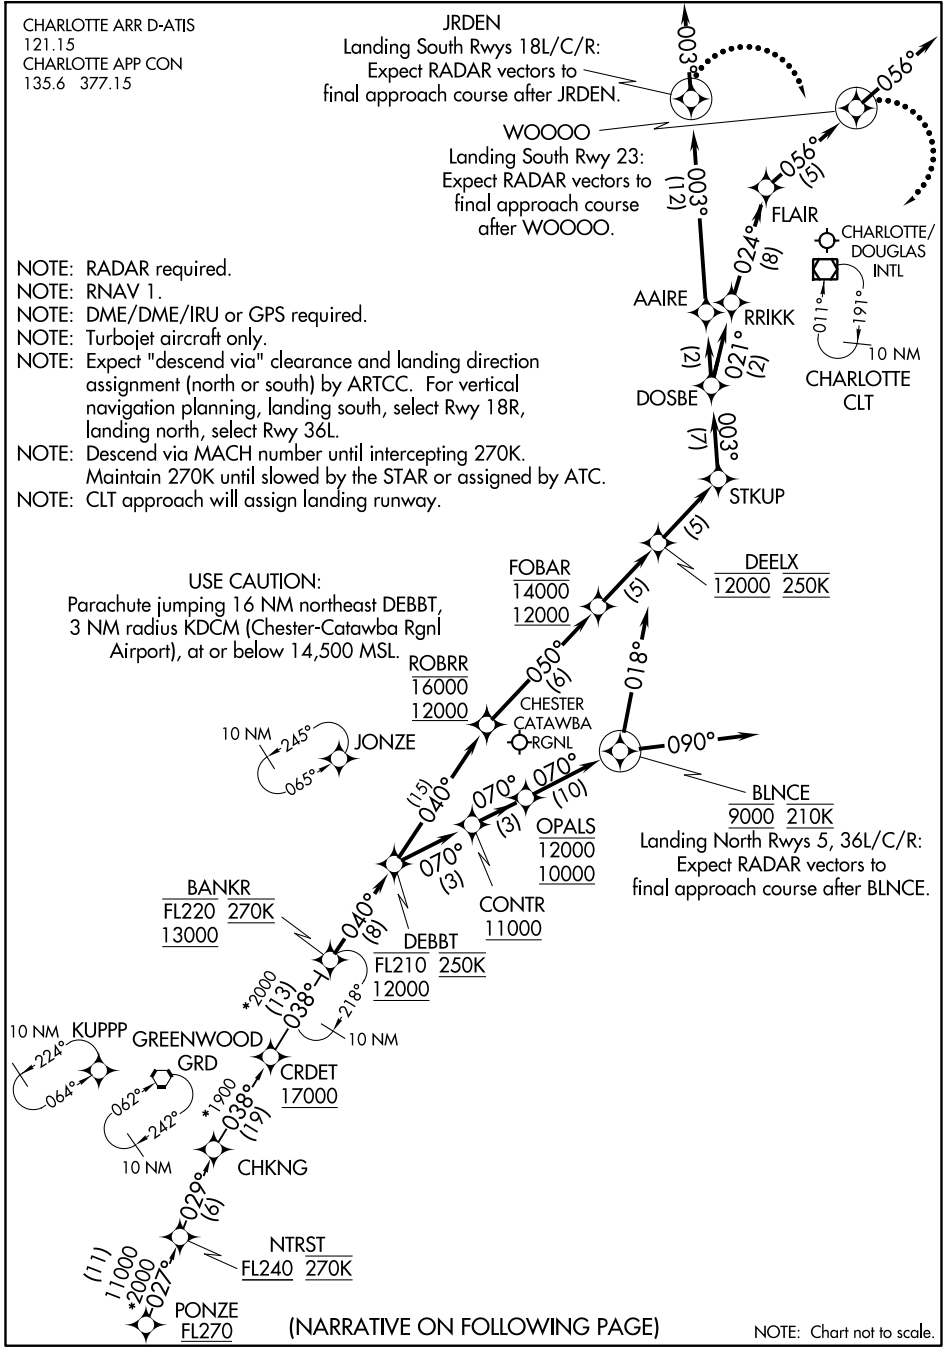 CHARLOTTE ARR D-ATIS
121.15
CHARLOTTE APP CON
135.6 377.15
JRDEN
Landing South Rwys 18L/C/R:
Expect RADAR vectors to
final approach course after JRDEN.
003°
056°
WOOOO
Landing South Rwy 23:
Expect RADAR vectors to
final approach course
after WOOOO.
003°
(12)
056°
(5)
FLAIR
024°
(8)
CHARLOTTE/
DOUGLAS
INTL
011°
191°
10 NM
CHARLOTTE
CLT
NOTE: RADAR required.
NOTE: RNAV 1.
NOTE: DME/DME/IRU or GPS required.
NOTE: Turbojet aircraft only.
NOTE: Expect "descend via" clearance and landing direction
assignment (north or south) by ARTCC. For vertical
navigation planning, landing south, select Rwy 18R,
landing north, select Rwy 36L.
NOTE: Descend via MACH number until intercepting 270K.
Maintain 270K until slowed by the STAR or assigned by ATC.
NOTE: CLT approach will assign landing runway.
AAIRE
RRIKK
(2)
021°
(2)
DOSBE
003°
(7)
STKUP
(5)
DEELX
12000 250K
FOBAR
14000
12000
(5)
USE CAUTION:
Parachute jumping 16 NM northeast DEBBT,
3 NM radius KDCM (Chester-Catawba Rgnl
Airport), at or below 14,500 MSL.
ROBRR
16000
12000
050°
(6)
018°
CHESTER
CATAWBA
RGNL
10 NM
245°
065°
JONZE
090°
(15)
040°
070°
(3)
070°
(3)
070°
(10)
BLNCE
9000 210K
Landing North Rwys 5, 36L/C/R:
Expect RADAR vectors to
final approach course after BLNCE.
OPALS
12000
10000
CONTR
11000
BANKR
FL220 270K
13000
040°
(8)
DEBBT
FL210 250K
12000
*2000
(13)
038°
218°
10 NM
10 NM
KUPPP
224°
064°
GREENWOOD
GRD
062°
242°
10 NM
CRDET
17000
*1900
038°
(19)
CHKNG
029°
(6)
NTRST
FL240 270K
(11)
11000
*2000
027°
PONZE
FL270
(NARRATIVE ON FOLLOWING PAGE)
NOTE: Chart not to scale.